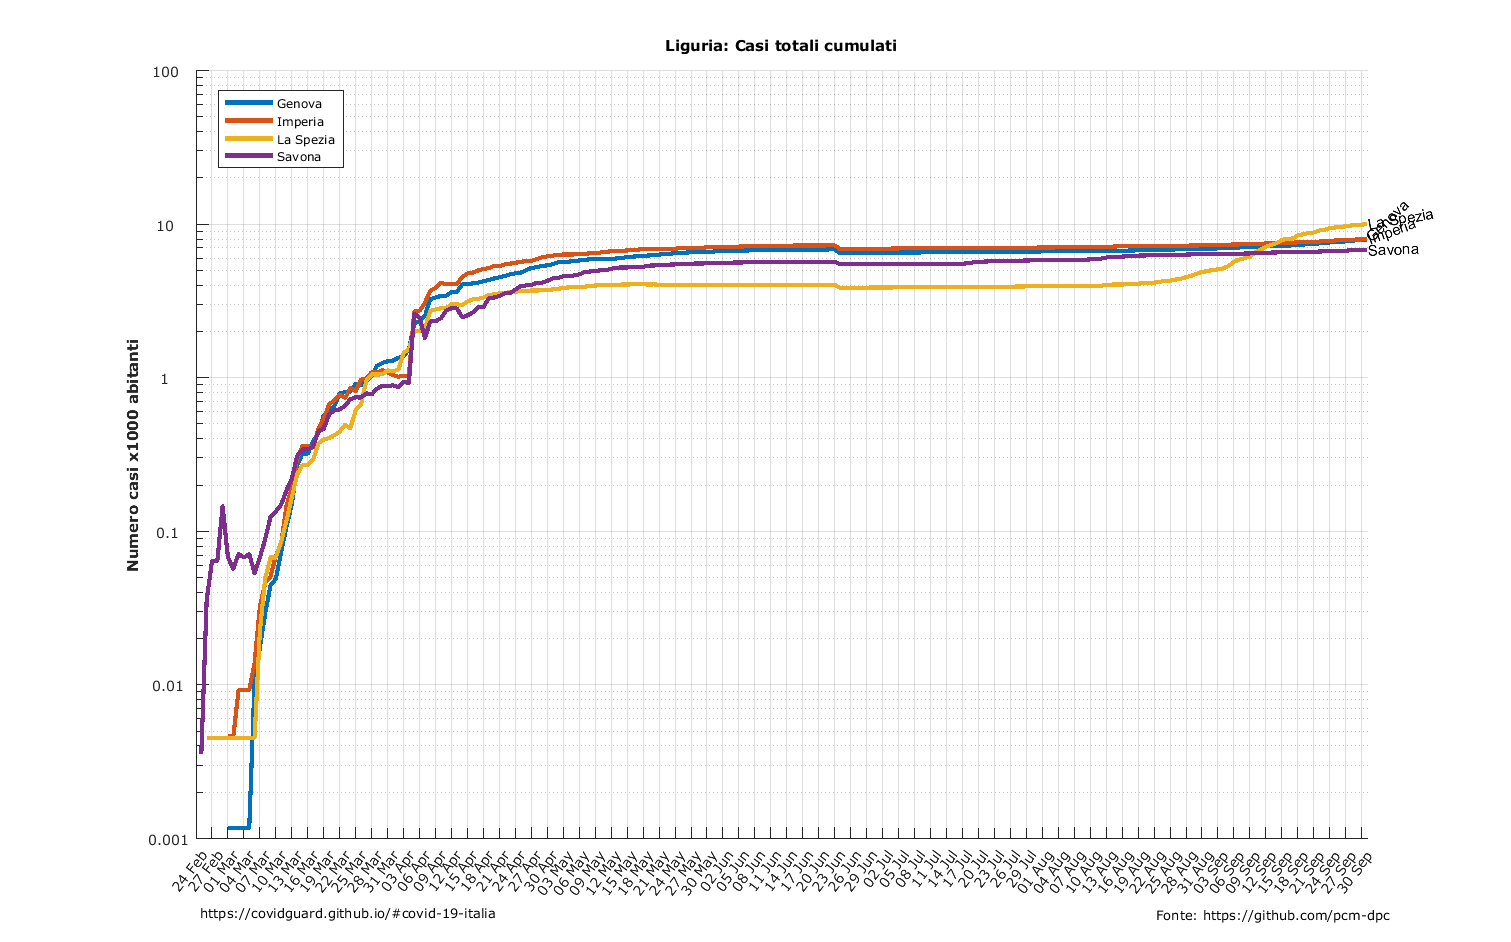 Liguria: Casi totali cumulati
100
10
1
0.1
0.01
0.001
Numero casi x1000 abitanti
Genova
Imperia
La Spezia
Savona
La Spezia
Genova
Imperia
Savona
24 Feb
27 Feb
01 Mar
04 Mar
07 Mar
10 Mar
13 Mar
16 Mar
19 Mar
22 Mar
25 Mar
28 Mar
31 Mar
03 Apr
06 Apr
09 Apr
12 Apr
15 Apr
18 Apr
21 Apr
24 Apr
27 Apr
30 Apr
03 May
06 May
09 May
12 May
15 May
18 May
21 May
24 May
27 May
30 May
02 Jun
05 Jun
08 Jun
11 Jun
14 Jun
17 Jun
20 Jun
23 Jun
26 Jun
29 Jun
02 Jul
05 Jul
08 Jul
11 Jul
14 Jul
17 Jul
20 Jul
23 Jul
26 Jul
29 Jul
01 Aug
04 Aug
07 Aug
10 Aug
13 Aug
16 Aug
19 Aug
22 Aug
25 Aug
28 Aug
31 Aug
03 Sep
06 Sep
09 Sep
12 Sep
15 Sep
18 Sep
21 Sep
24 Sep
27 Sep
30 Sep
https://covidguard.github.io/#covid-19-italia
Fonte: https://github.com/pcm-dpc